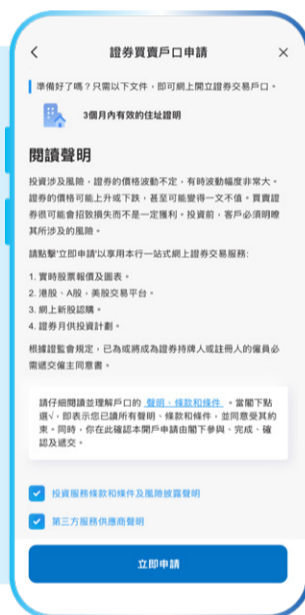 證券買賣戶口申請
準備好了嗎？只需以下文件，即可網上開立證券交易戶口。
3個月內有效的住址證明
閱讀聲明
投資涉及風險，證券的價格波動不定，有時波動幅度非常大。
證券的價格可能上升或下跌，甚至可能變得一文不值。買賣證
券很可能會招致損失而不是一定獲利。投資前，客戶必須明瞭
其所涉及的風險。
請點擊'立即申請'以享用本行一站式網上證券交易服務:
1. 實時股票報價及圖表。
2. 港股、A股，美股交易平台。
3. 網上新股認購。
4. 證券月供投資計劃。
根據證監會規定，已為或將成為證券持牌人或註冊人的僱員必
需遞交僱主同意書。
請仔細閱讀並理解戶口的 聲明、條款和條件 。當閣下點
選√，即表示您已讀所有聲明、條款和條件，並同意受其約
束。同時，你在此確認本開戶申請由閣下參與、完成、確
認及遞交。
投資服務條款和條件及風險披露聲明
第三方服務供應商聲明
立即申請